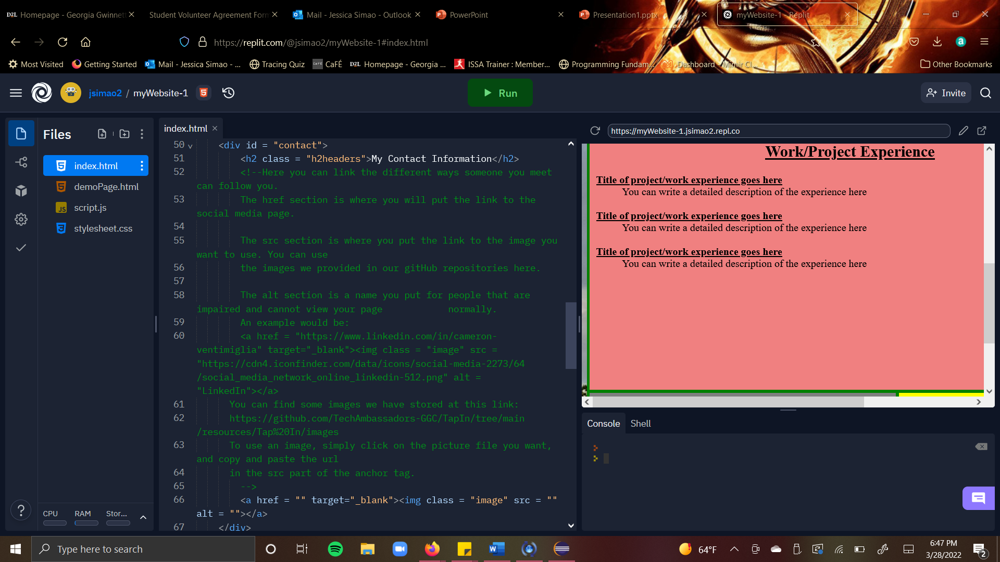 D2L Homepage - Georgia Gwinnett
Student Volunteer Agreement Form
Mail - Jessica Simao - Outlook
PowerPoint
Presentation1.pptx
myWebsite-1 - Replit
https://replit.com/@jsimao2/myWebsite-1#index.html
Most Visited
Getting Started
Mail - Jessica Simao - ...
Tracing Quiz
CaFÉ
D2L Homepage - Georgia ...
ISSA Trainer : Member...
Programming Fundam...
Dashboard - Mimir Cl...
Other Bookmarks
jsimao2 / myWebsite-1
Run
Invite
Files
index.html
demoPage.html
JS script.js
stylesheet.css
CPU RAM Stor...
index.html
50 <div id = "contact">
51 <h2 class = "h2headers">My Contact Information</h2>
52 <!--Here you can link the different ways someone you meet
can follow you.
53 The href section is where you will put the link to the
social media page.
54
55 The src section is where you put the link to the image you
want to use. You can use
56 the images we provided in our gitHub repositories here.
57
58 The alt section is a name you put for people that are
impaired and cannot view your page normally.
59 An example would be:
60 <a href = "https://www.linkedin.com/in/cameron-
ventimiglia" target="_blank"><img class = "image" src =
"https://cdn4.iconfinder.com/data/icons/social-media-2273/64
/social_media_network_online_linkedin-512.png" alt =
"LinkedIn"></a>
61 You can find some images we have stored at this link:
62 https://github.com/TechAmbassadors-GGC/TapIn/tree/main
/resources/Tap%20In/images
63 To use an image, simply click on the picture file you want,
and copy and paste the url
64 in the src part of the anchor tag.
65 -->
66 <a href = "" target="_blank"><img class = "image" src = ""
alt = ""></a>
67 </div>
https://myWebsite-1.jsimao2.repl.co
Work/Project Experience
Title of project/work experience goes here
You can write a detailed description of the experience here
Title of project/work experience goes here
You can write a detailed description of the experience here
Title of project/work experience goes here
You can write a detailed description of the experience here
Console Shell
>
>
Type here to search
64°F
6:47 PM
3/28/2022
2